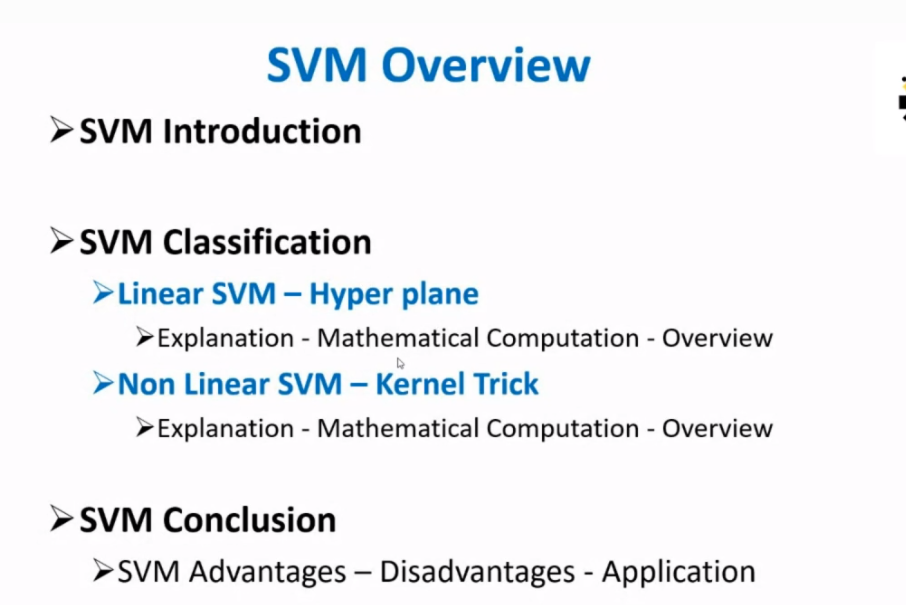 SVM Overview
SVM Introduction
SVM Classification
Linear SVM – Hyper plane
Explanation - Mathematical Computation - Overview
Non Linear SVM – Kernel Trick
Explanation - Mathematical Computation - Overview
SVM Conclusion
SVM Advantages – Disadvantages - Application